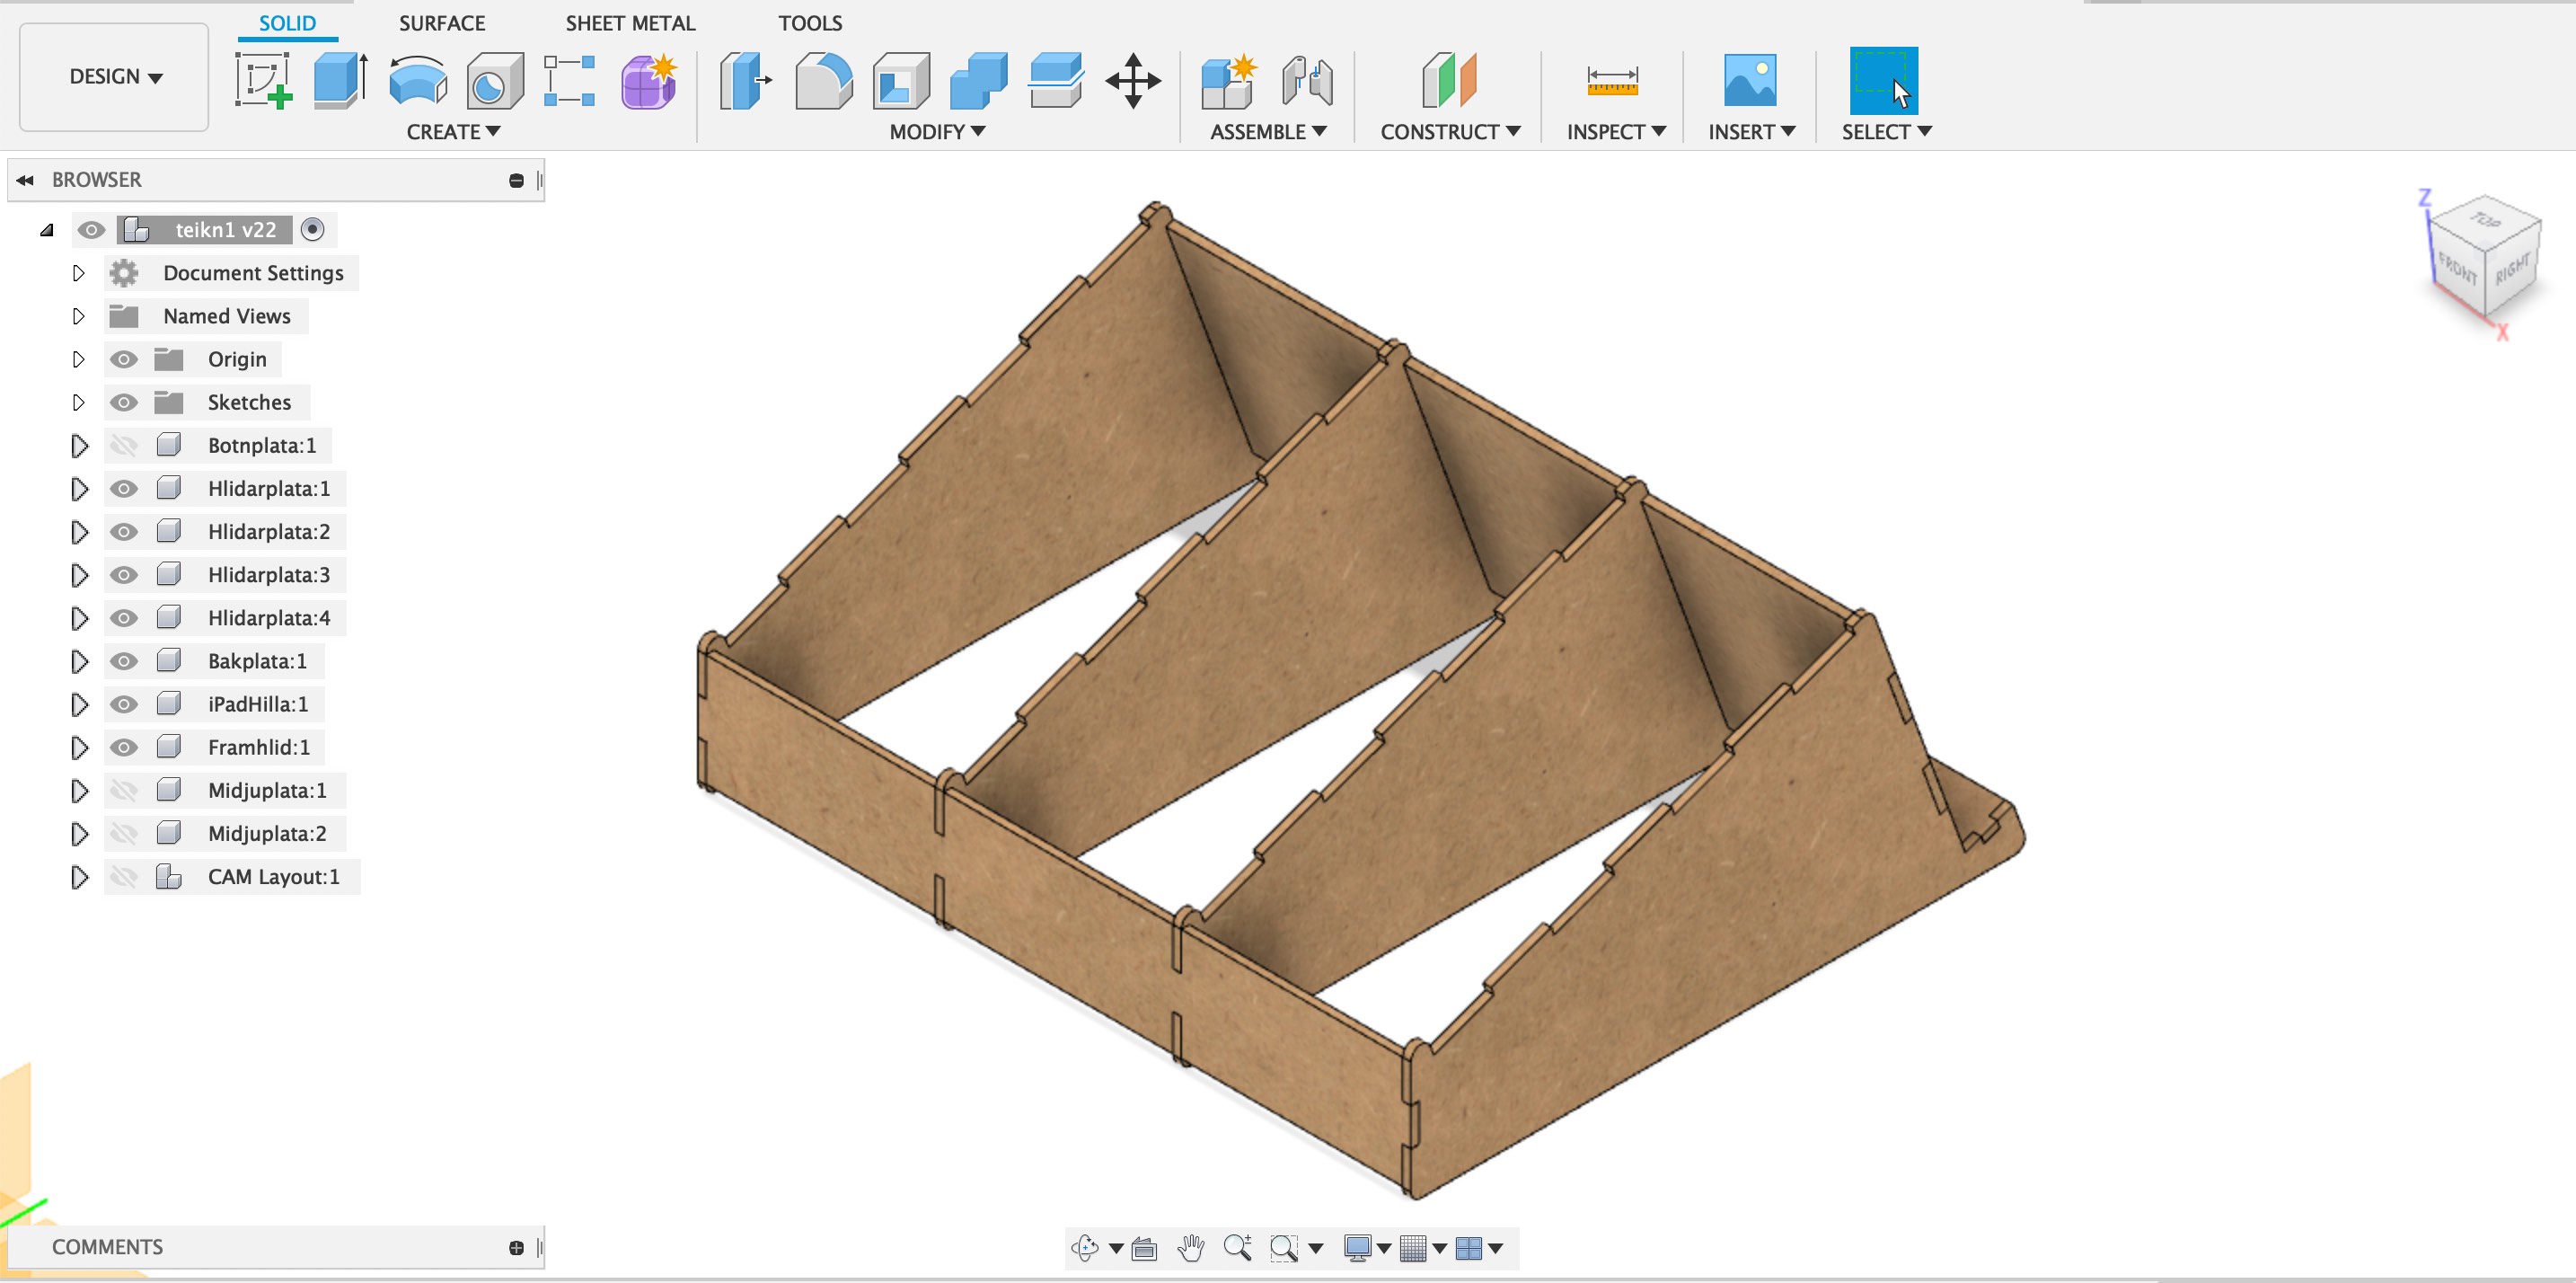 SOLID SURFACE SHEET METAL TOOLS
DESIGN
CREATE MODIFY ASSEMBLE CONSTRUCT INSPECT INSERT SELECT
BROWSER
teikn1 v22
Document Settings
Named Views
Origin
Sketches
Botnplata:1
Hlidarplata:1
Hlidarplata:2
Hlidarplata:3
Hlidarplata:4
Bakplata:1
iPadHilla:1
Framhlid:1
Midjuplata:1
Midjuplata:2
CAM Layout:1
Z
TOP
FRONT RIGHT
X
COMMENTS